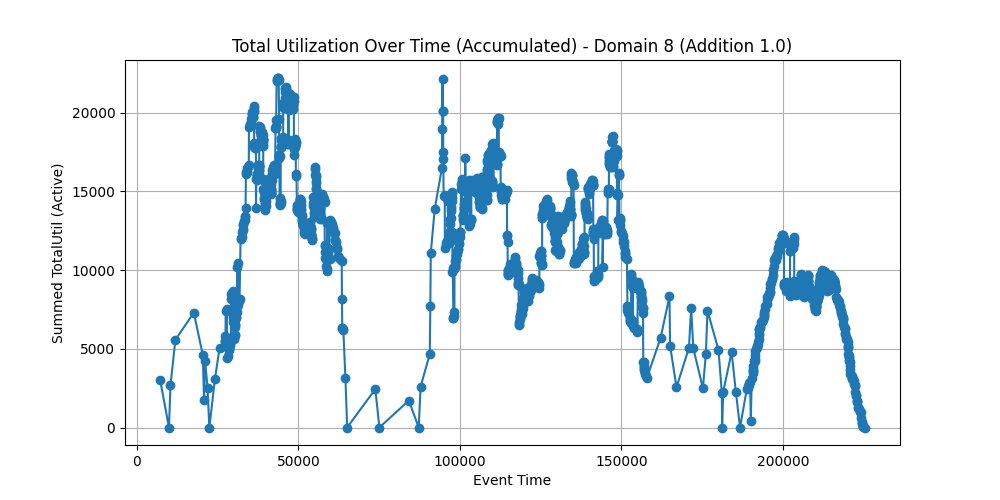 Total Utilization Over Time (Accumulated) - Domain 8 (Addition 1.0)
Summed TotalUtil (Active)
20000
15000
10000
5000
0
0 50000 100000 150000 200000
Event Time